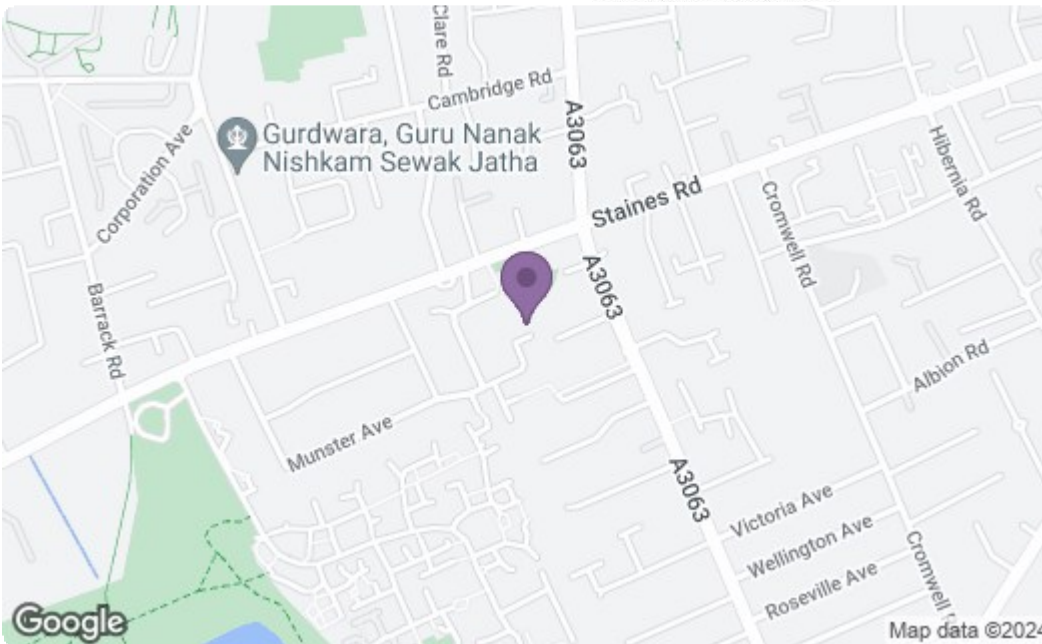 Clare Rd
Cambridge Rd
A3063
Corporation Ave
Gurdwara, Guru Nanak
Nishkam Sewak Jatha
Hibernia Rd
Staines Rd
Cromwell Rd
A3063
Barrack Rd
Albion Rd
Munster Ave
A3063
Victoria Ave
Wellington Ave
Roseville Ave
Cromwell R
Google
Map data ©2024